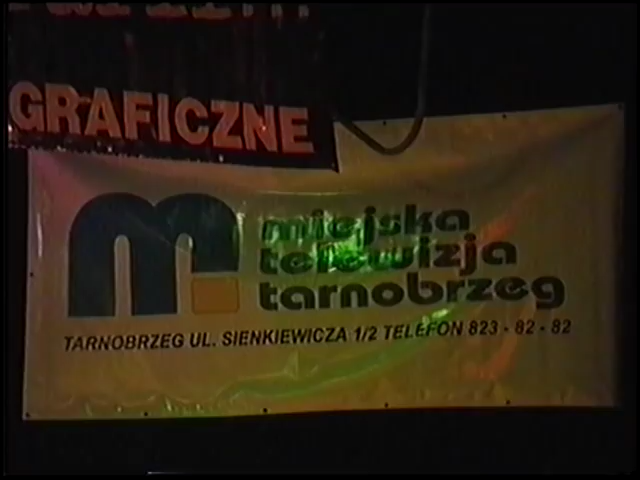 GRAFICZNE
m
miejska
telewizja
tarnobrzeg
TARNOBRZEG UL. SIENKIEWICZA 1/2 TELEFON 823 - 82 - 82